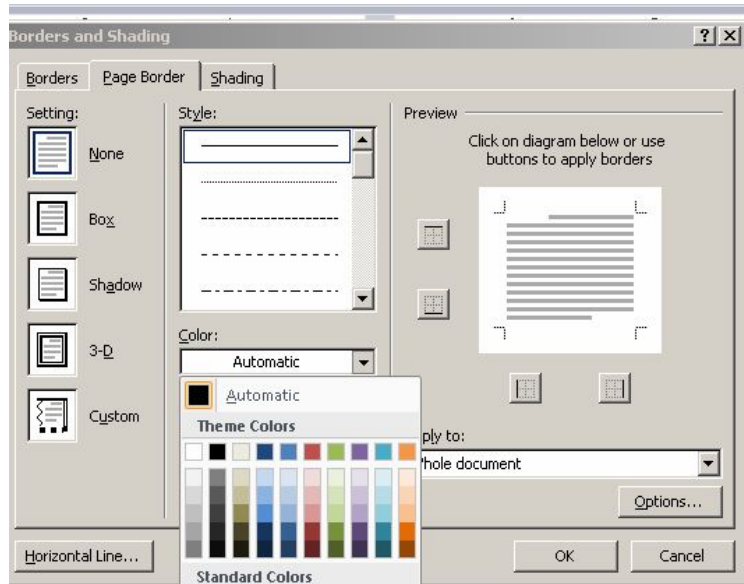 Borders and Shading
Borders
Page Border
Shading
Setting:
None
Box
Shadow
3-D
Custom
Style:
Color:
Automatic
Automatic
Theme Colors
Standard Colors
Preview
Click on diagram below or use
buttons to apply borders
ply to:
hole document
Options...
Horizontal Line...
OK
Cancel